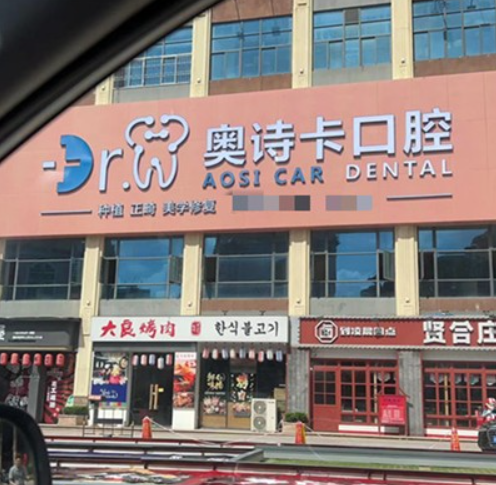 Dr.W 奥诗卡口腔
AOSI CAR DENTAL
种植 正畸 美学修复
大良烤肉 한식불고기
贤合庄